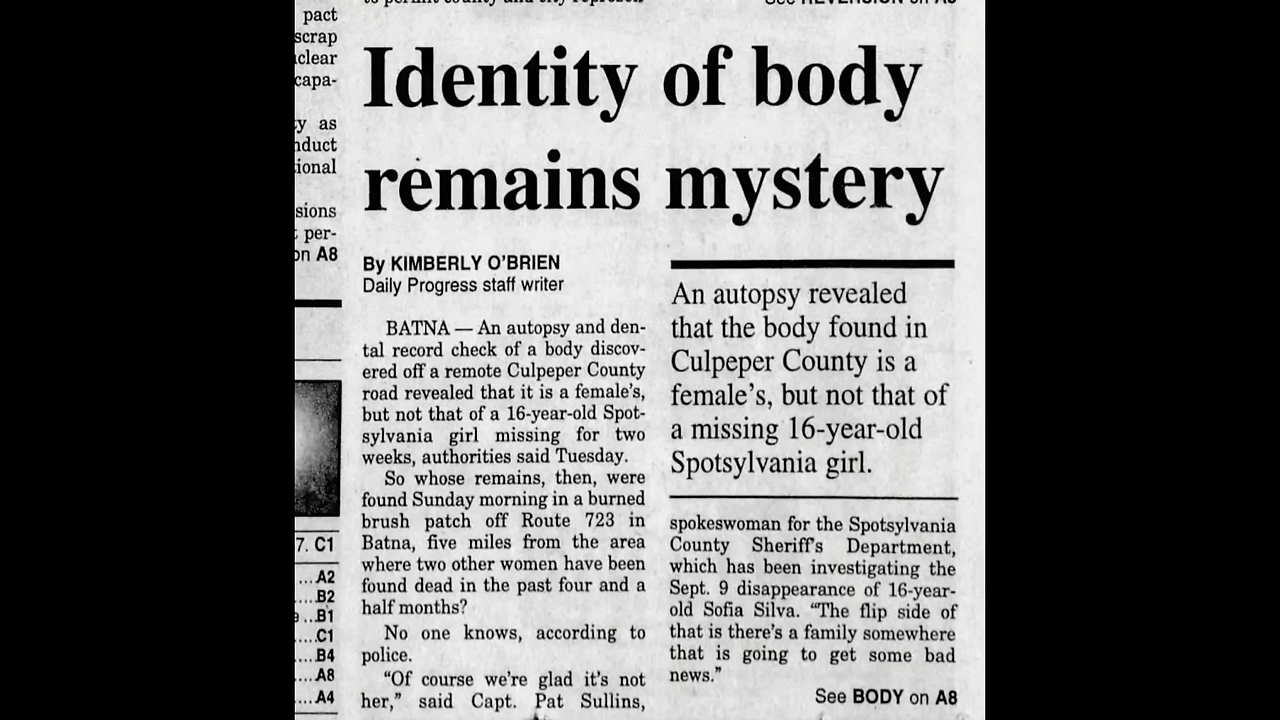 pact
scrap
clear
capa-
y as
nduct
ional
sions
per-
on A8
7. C1
...A2
....B2
...B1
....C1
....B4
....A8
....A4
See REVERSION on A8
Identity of body
remains mystery
By KIMBERLY O'BRIEN
Daily Progress staff writer
BATNA — An autopsy and den-
tal record check of a body discov-
ered off a remote Culpeper County
road revealed that it is a female's,
but not that of a 16-year-old Spot-
sylvania girl missing for two
weeks, authorities said Tuesday.
So whose remains, then, were
found Sunday morning in a burned
brush patch off Route 723 in
Batna, five miles from the area
where two other women have been
found dead in the past four and a
half months?
No one knows, according to
police.
“Of course we're glad it's not
her,” said Capt. Pat Sullins,
An autopsy revealed
that the body found in
Culpeper County is a
female's, but not that of
a missing 16-year-old
Spotsylvania girl.
spokeswoman for the Spotsylvania
County Sheriff's Department,
which has been investigating the
Sept. 9 disappearance of 16-year-
old Sofia Silva. “The flip side of
that is there's a family somewhere
that is going to get some bad
news.”
See BODY on A8